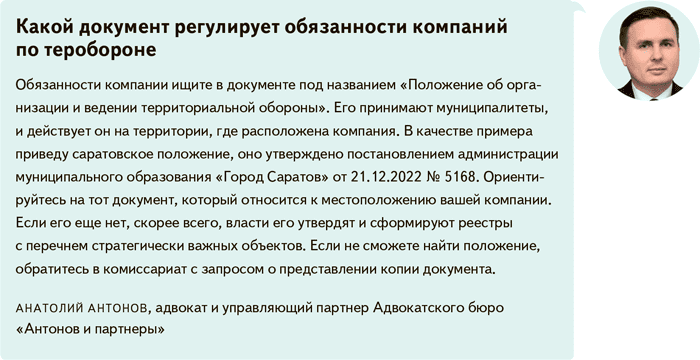 Какой документ регулирует обязанности компаний
по теробороне
Обязанности компании ищите в документе под названием «Положение об орга-
низации и ведении территориальной обороны». Его принимают муниципалитеты,
и действует он на территории, где расположена компания. В качестве примера
приведу саратовское положение, оно утверждено постановлением администрации
муниципального образования «Город Саратов» от 21.12.2022 № 5168. Ориенти-
руйтесь на тот документ, который относится к местоположению вашей компании.
Если его еще нет, скорее всего, власти его утвердят и сформируют реестры
с перечнем стратегически важных объектов. Если не сможете найти положение,
обратитесь в комиссариат с запросом о представлении копии документа.
АНАТОЛИЙ АНТОНОВ, адвокат и управляющий партнер Адвокатского бюро
«Антонов и партнеры»